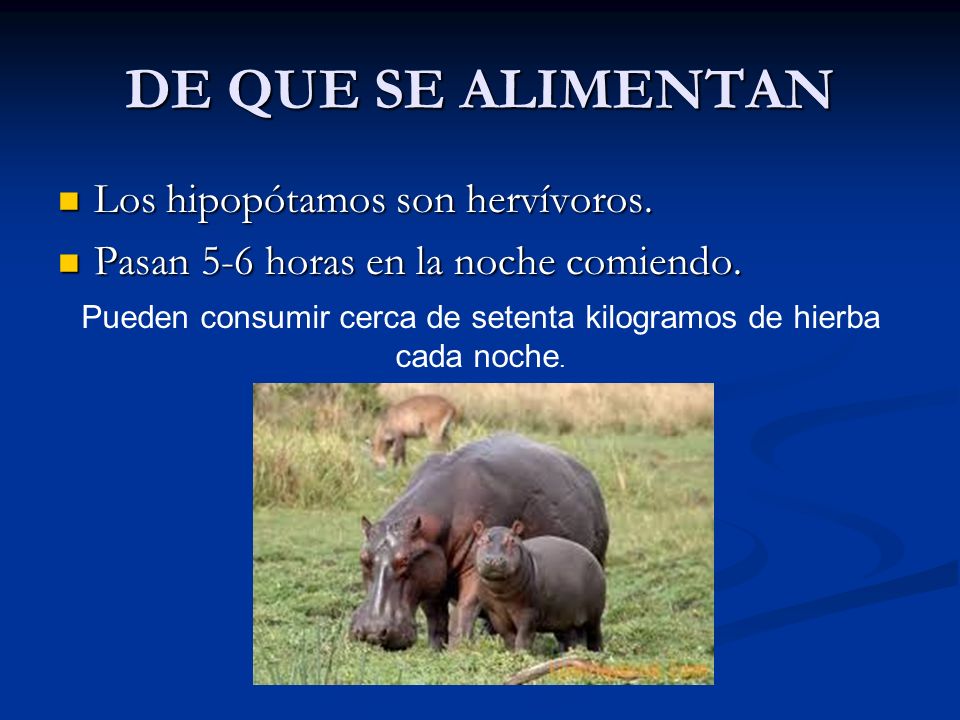 DE QUE SE ALIMENTAN
Los hipopótamos son hervívoros.
Pasan 5-6 horas en la noche comiendo.
Pueden consumir cerca de setenta kilogramos de hierba
cada noche.